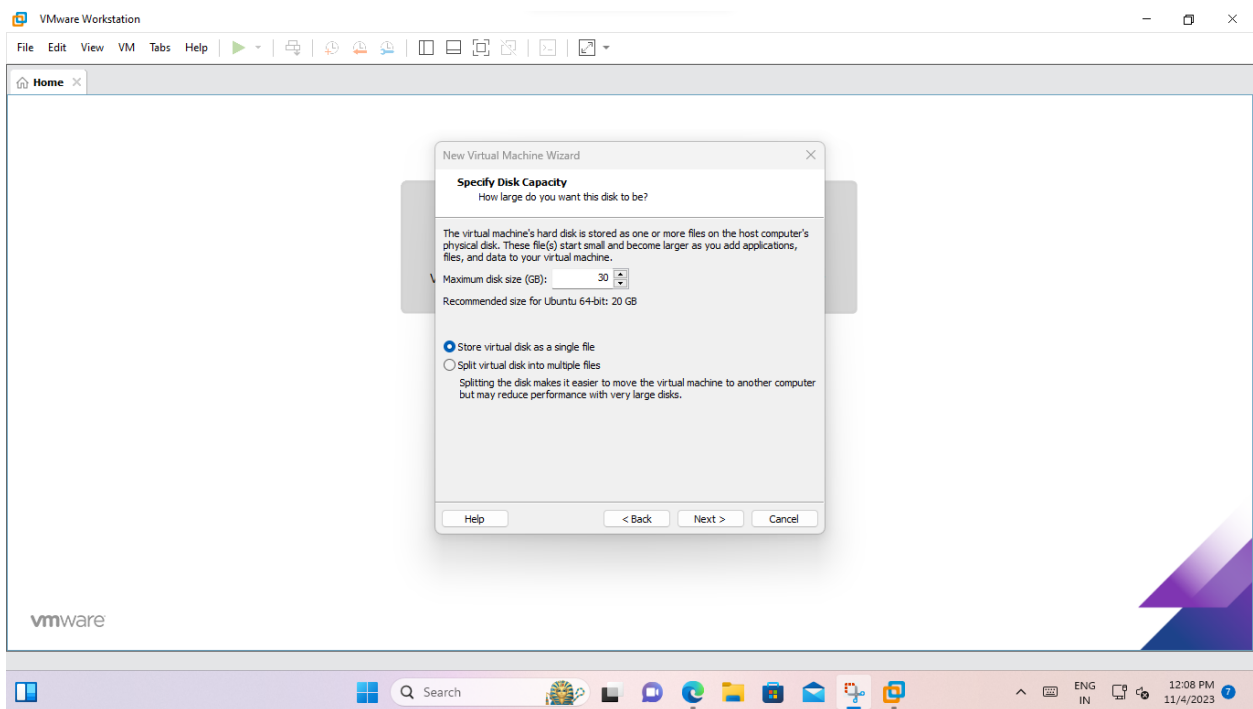 VMware Workstation
File Edit View VM Tabs Help
Home
New Virtual Machine Wizard
Specify Disk Capacity
How large do you want this disk to be?
The virtual machine's hard disk is stored as one or more files on the host computer's
physical disk. These file(s) start small and become larger as you add applications,
files, and data to your virtual machine.
V
Maximum disk size (GB): 30
Recommended size for Ubuntu 64-bit: 20 GB
Store virtual disk as a single file
Split virtual disk into multiple files
Splitting the disk makes it easier to move the virtual machine to another computer
but may reduce performance with very large disks.
Help < Back Next > Cancel
vmware
Search
ENG
IN
12:08 PM
11/4/2023
7